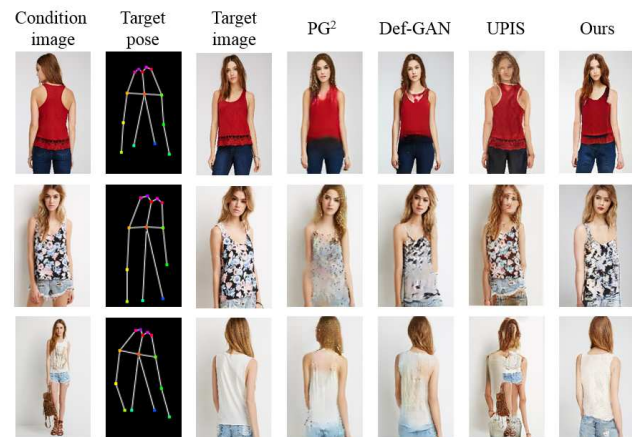 Condition image
Target pose
Target image
PG²
Def-GAN
UPIS
Ours